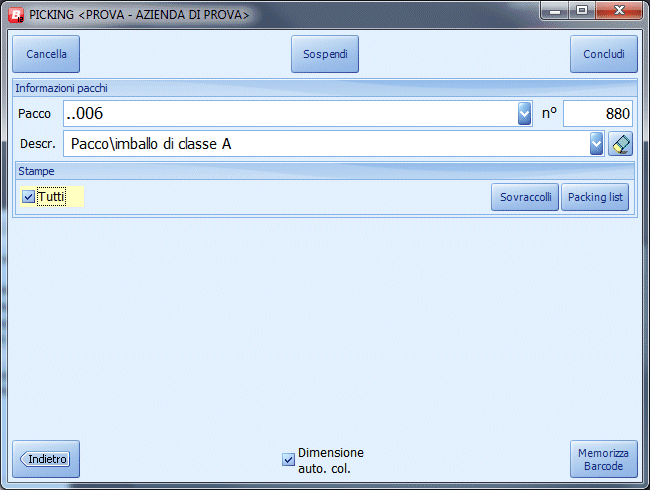 PICKING <PROVA - AZIENDA DI PROVA>
Cancella Sospendi Concludi
Informazioni pacchi
Pacco ..006 n° 880
Descr. Pacco\imballo di classe A
Stampe
Tutti Sovraccolli Packing list
Indietro
Dimensione
auto. col.
Memorizza
Barcode